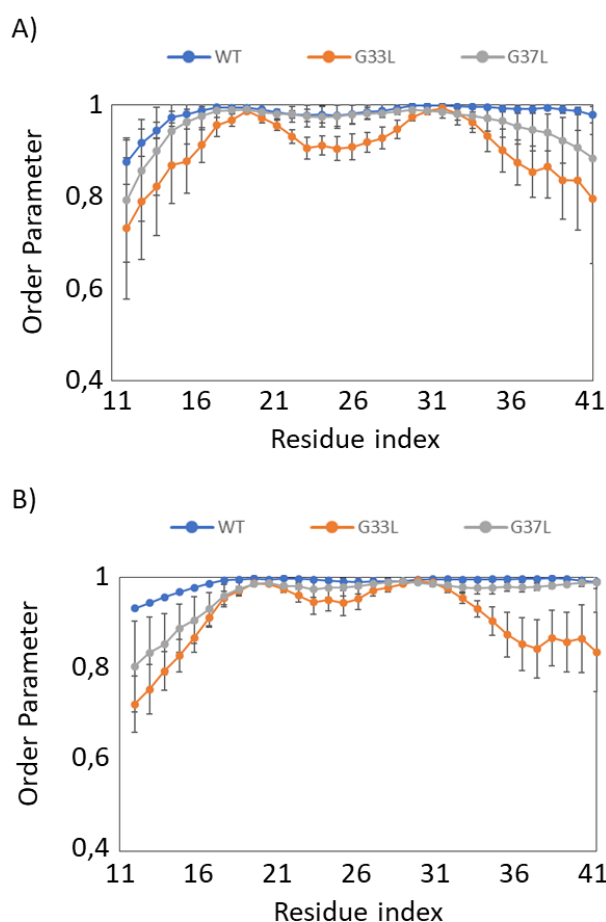 A)
WT G33L G37L
1
0,8
0,6
0,4
Order Parameter
11 16 21 26 31 36 41
Residue index
B)
WT G33L G37L
1
0,8
0,6
0,4
Order Parameter
11 16 21 26 31 36 41
Residue index